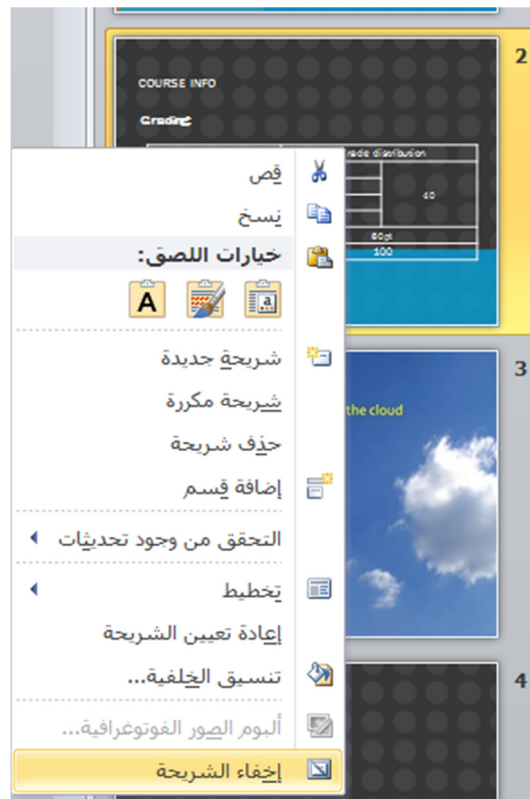 2
COURSE INFO
Grading
rade distribution
40
60pt
100
قص
نسخ
خيارات اللصق:
A
a
شريحة جديدة
شريحة مكررة
حذف شريحة
إضافة قسم
التحقق من وجود تحديثات
تخطيط
إعادة تعيين الشريحة
تنسيق الخلفية...
ألبوم الصور الفوتوغرافية...
إخفاء الشريحة
3
the cloud
4